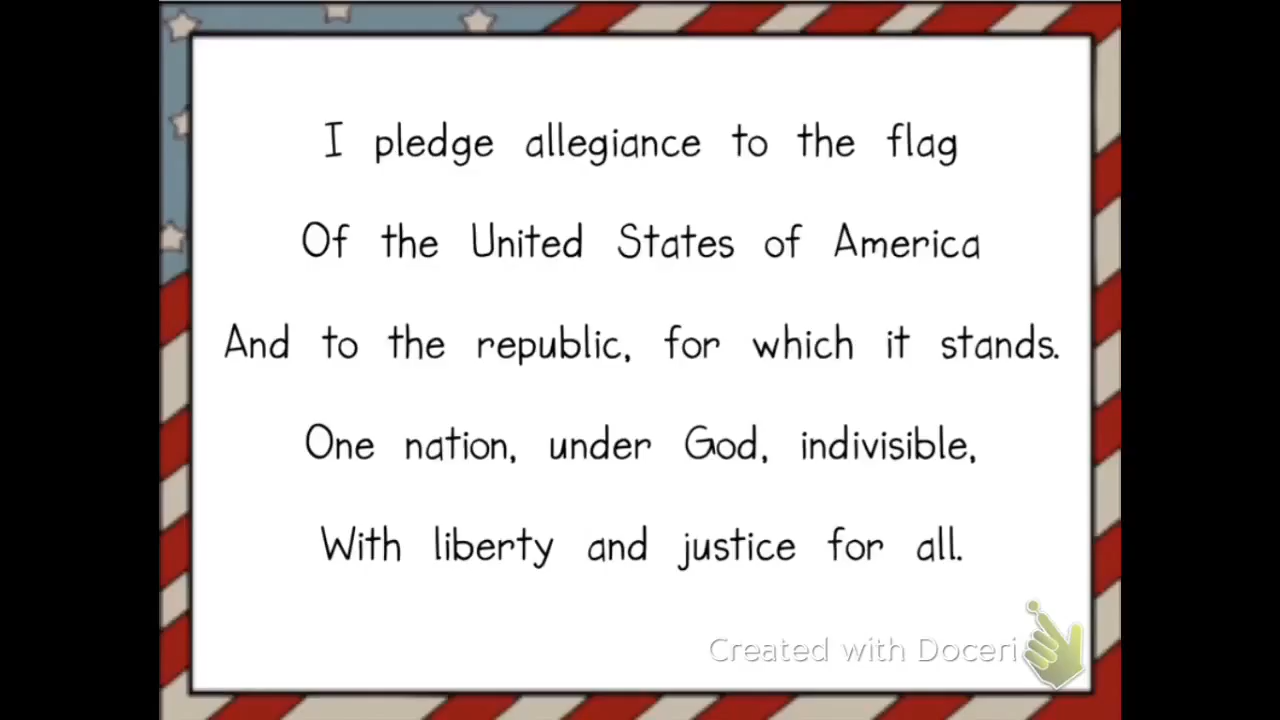 I pledge allegiance to the flag
Of the United States of America
And to the republic, for which it stands.
One nation, under God, indivisible,
With liberty and justice for all.
Created with Doceri